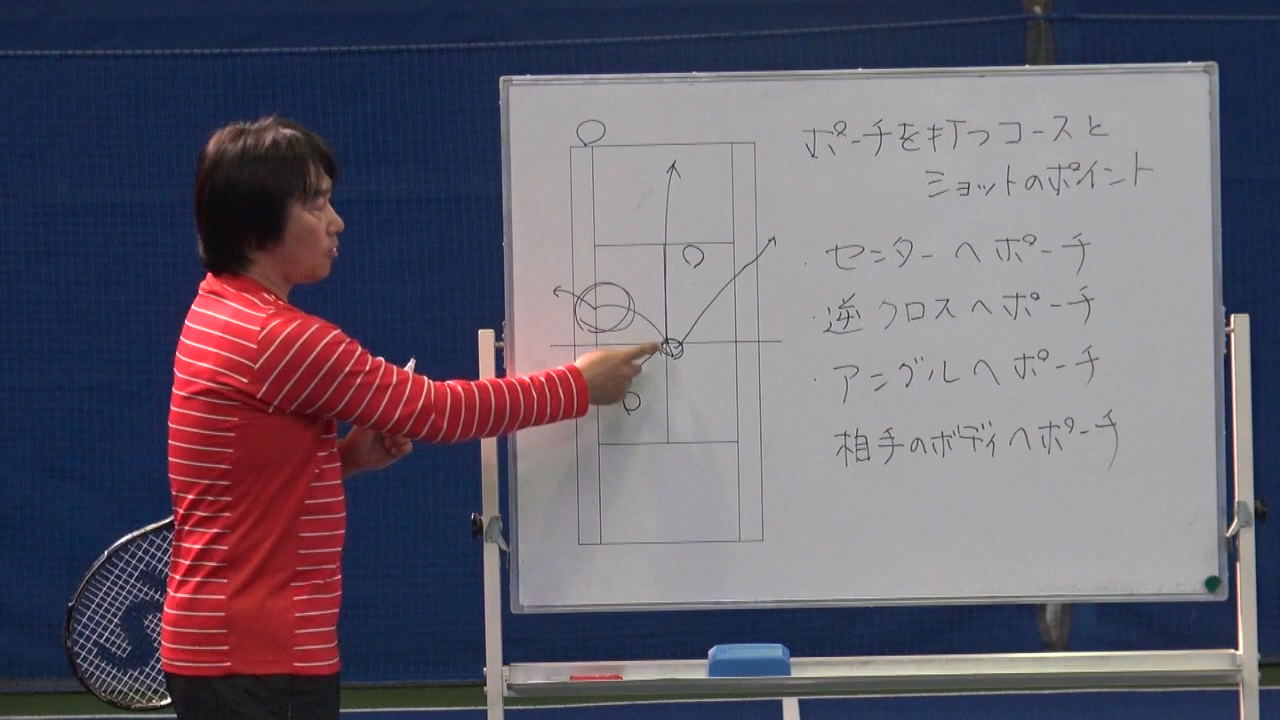 ポーチを打つコースと
ショットのポイント
・センターへポーチ
・逆クロスへポーチ
・アングルへポーチ
相手のボディへポーチ